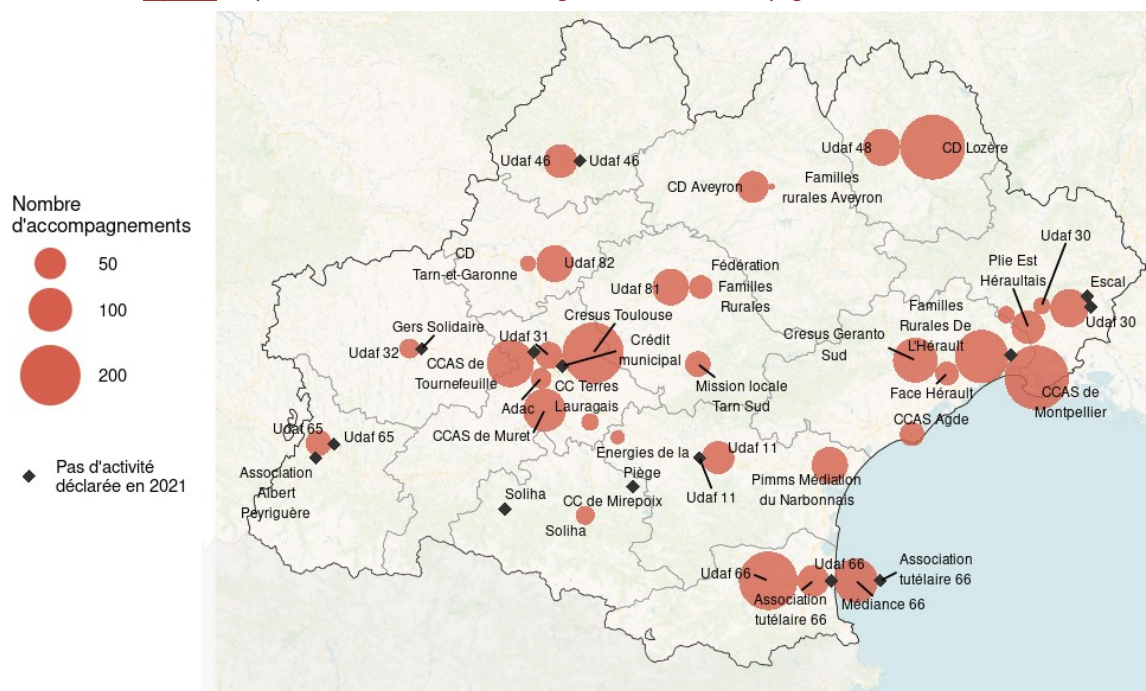 Nombre
d'accompagnements
50
100
200
Pas d'activité
déclarée en 2021
Udaf 46
Udaf 46
Udaf 48
CD Lozère
CD Aveyron
Familles
rurales Aveyron
CD
Tarn-et-Garonne
Udaf 82
Udaf 81
Fédération
Familles
Rurales
Udaf 30
Plie Est
Héraultais
Escal
Udaf 30
Gers Solidaire
Udaf 32
Udaf 31
Cresus Toulouse
Crédit
municipal
CCAS de
Tournefeuille
Cresus Geranto
Sud
Familles
Rurales De
L'Hérault
Adac
CC Terres
Lauragais
Mission locale
Tarn Sud
Face Hérault
CCAS de
Montpellier
CCAS de Muret
CCAS Agde
Udaf 65
Udaf 65
Association
Albert
Peyriguère
Energies de la
Piège
Udaf 11
Udaf 11
Pimms Médiation
du Narbonnais
Soliha
CC de Mirepoix
Soliha
Udaf 66
Udaf 66
Association
tutélaire 66
Association
tutélaire 66
Médiance 66